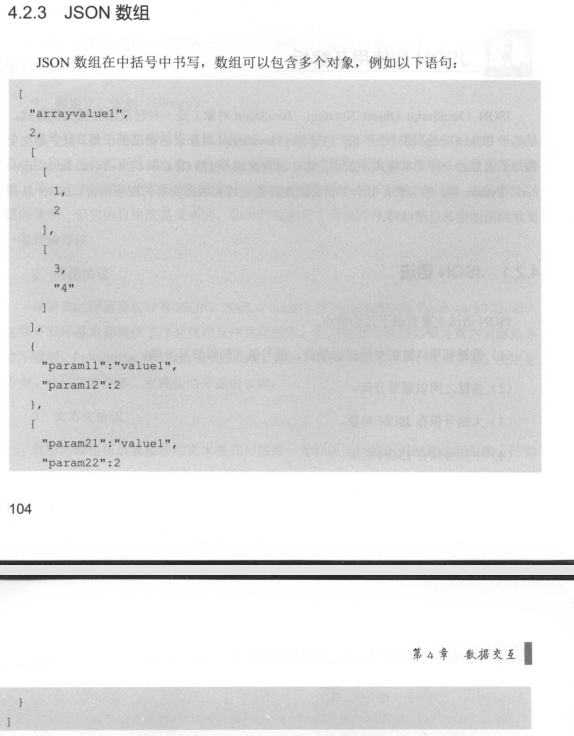 4.2.3 JSON 数组
JSON 数组在中括号中书写，数组可以包含多个对象，例如以下语句：
[
"arrayvalue1",
2,
[
[
1,
2
],
[
3,
"4"
]
],
{
"param11":"value1",
"param12":2
},
{
"param21":"value1",
"param22":2
104
第 4 章 数据交互
}
]